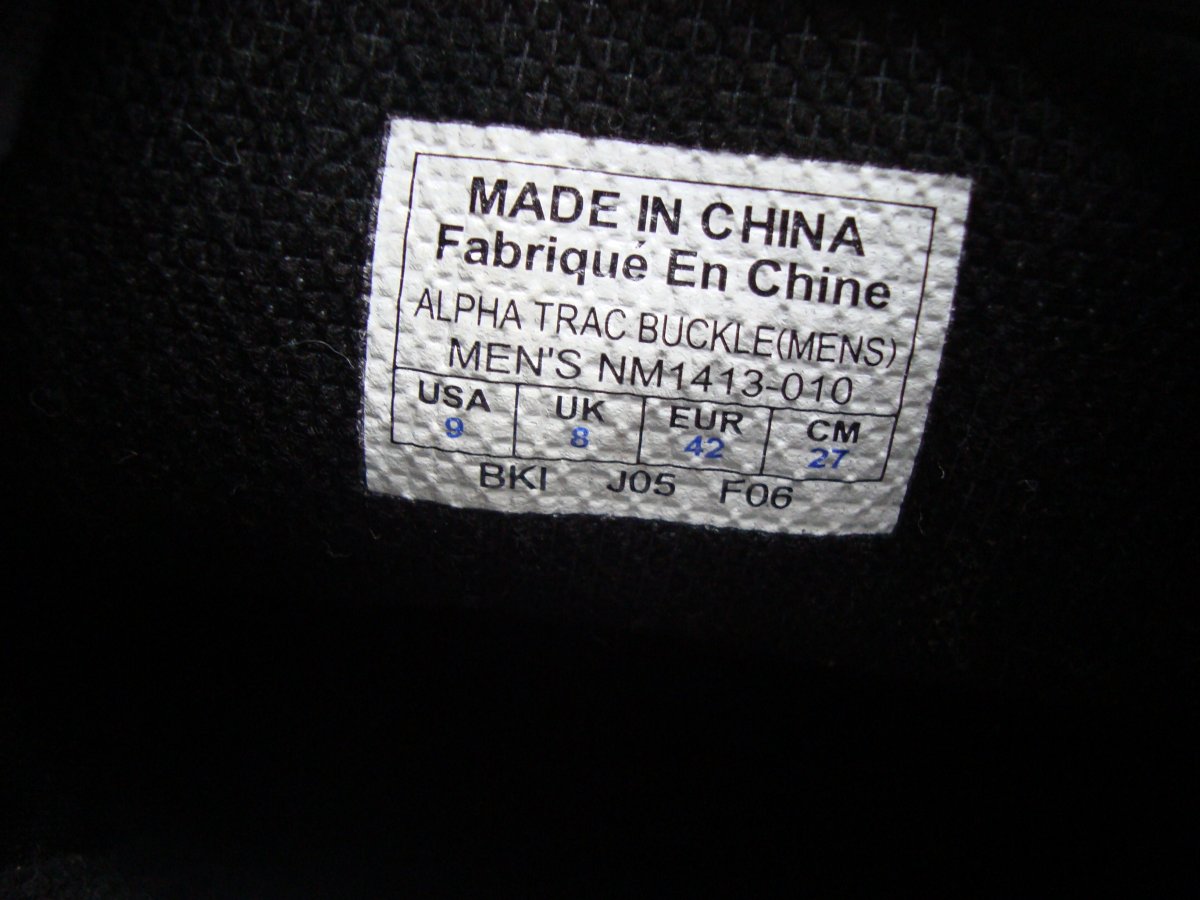 MADE IN CHINA
Fabriqué En Chine
ALPHA TRAC BUCKLE(MENS)
MEN'S NM1413-010
USA UK EUR CM
9 8 42 27
BKI J05 F06